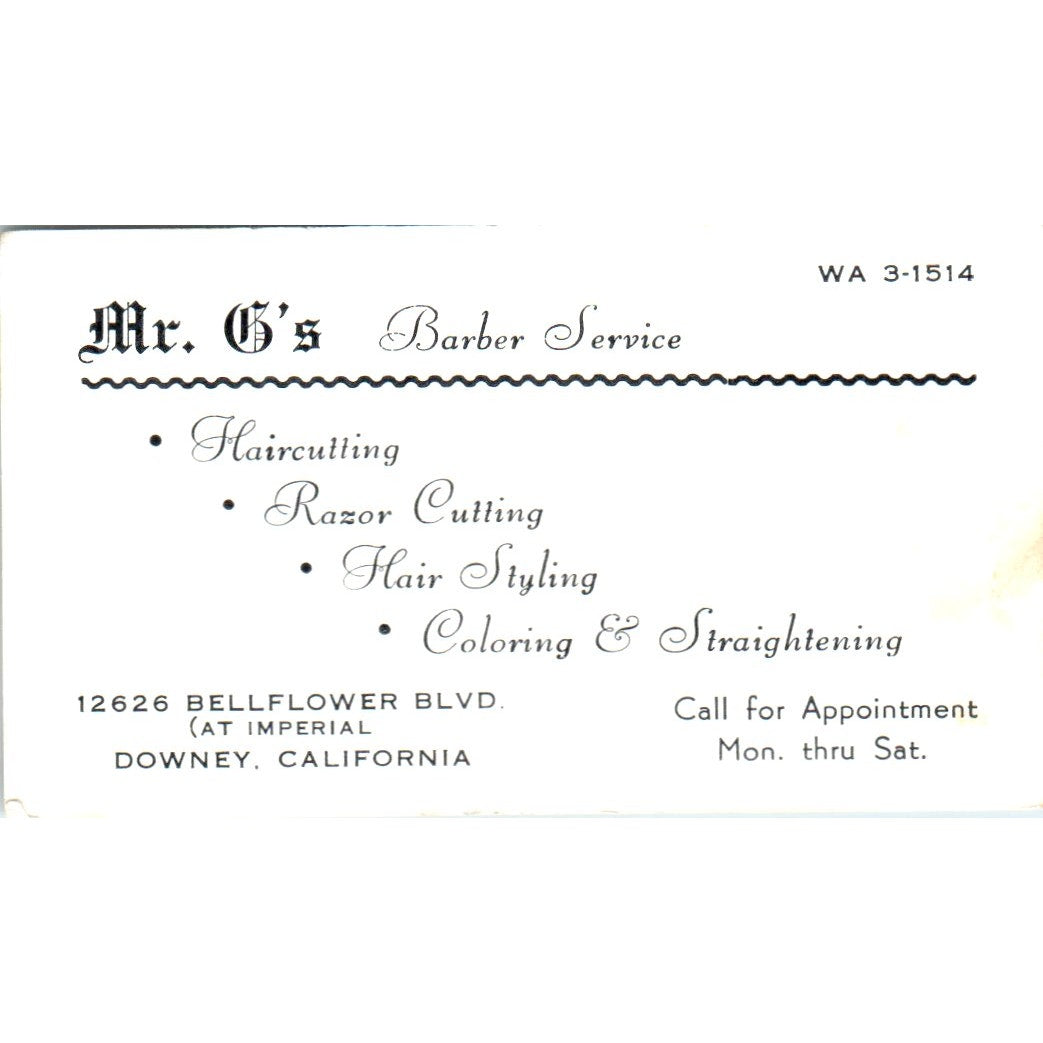 WA 3-1514
Mr. G's Barber Service
• Haircutting
• Razor Cutting
• Hair Styling
• Coloring & Straightening
12626 BELLFLOWER BLVD.
(AT IMPERIAL
DOWNEY, CALIFORNIA
Call for Appointment
Mon. thru Sat.